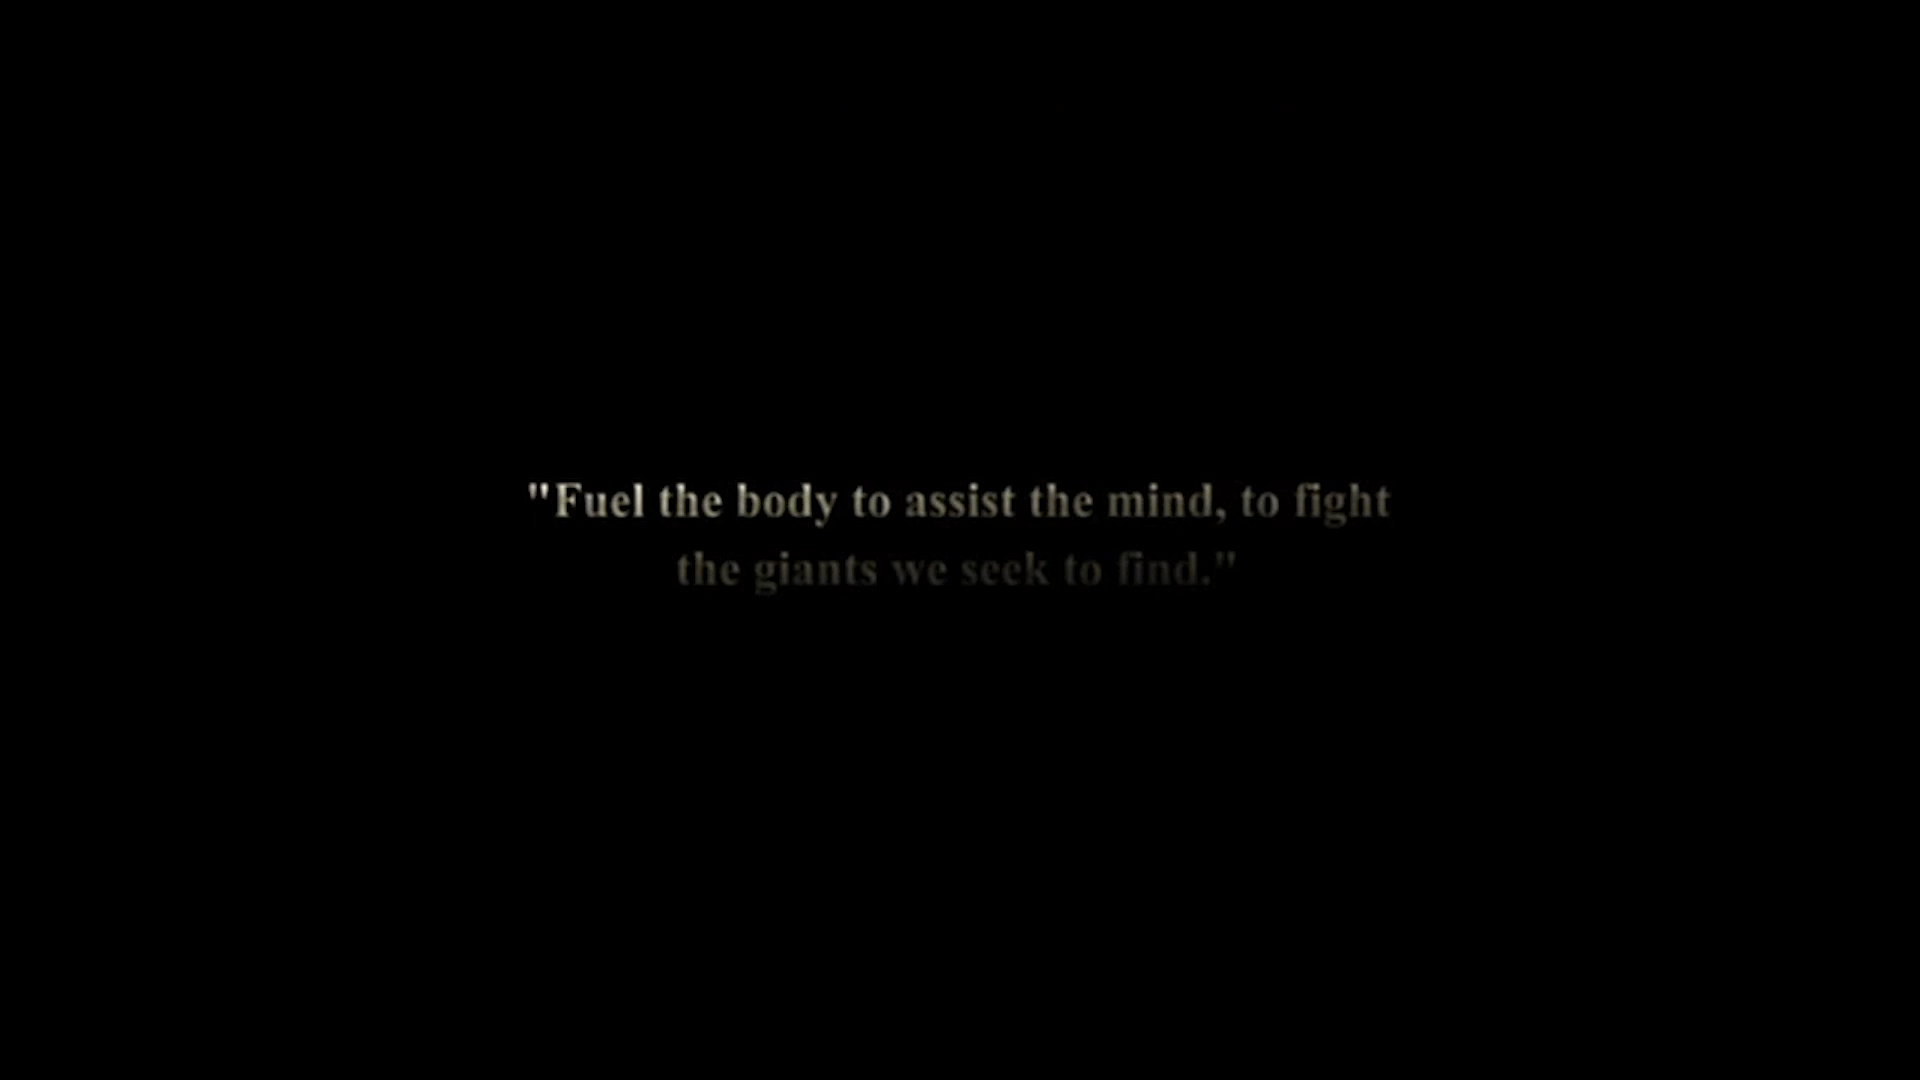 "Fuel the body to assist the mind, to fight
the giants we seek to find."